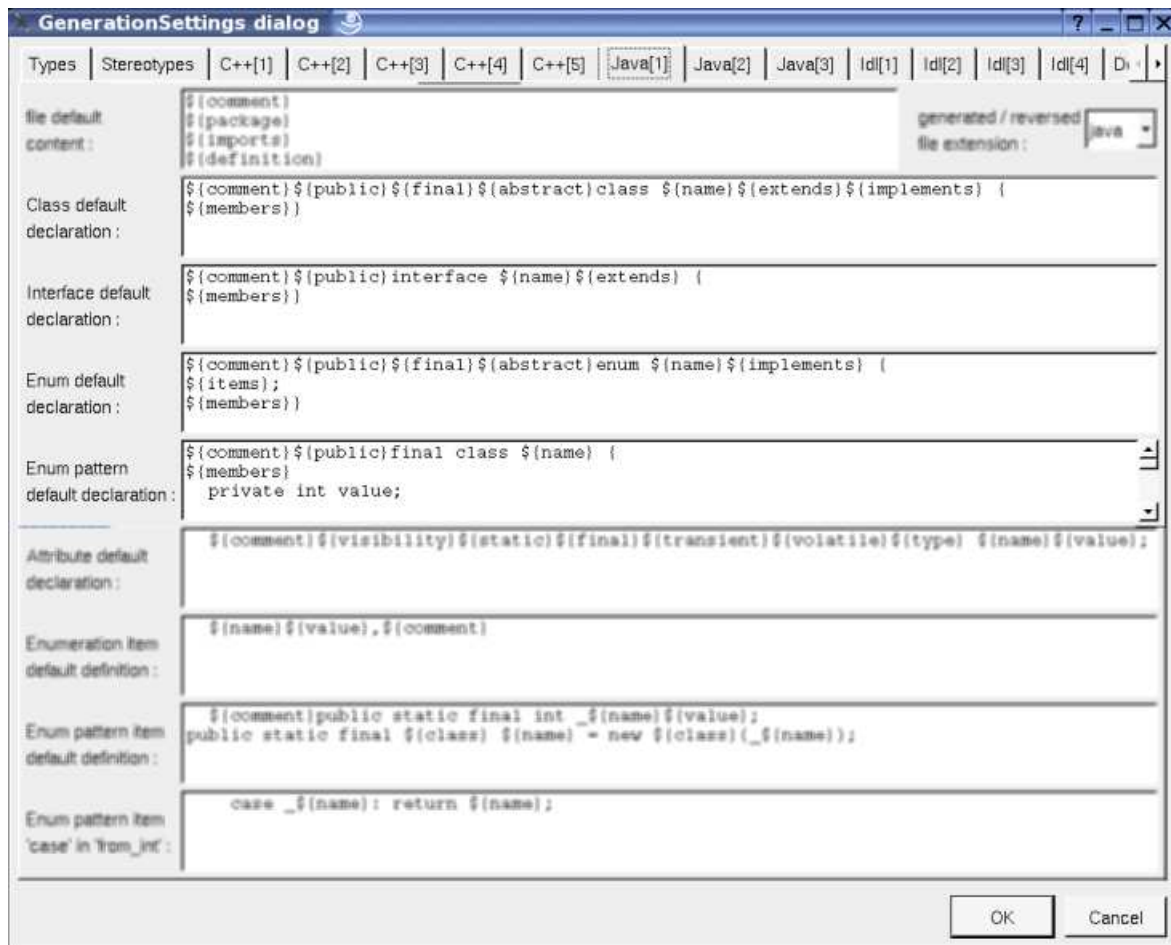 GenerationSettings dialog
Types Stereotypes C++[1] C++[2] C++[3] C++[4] C++[5] Java[1] Java[2] Java[3] Idl[1] Idl[2] Idl[3] Idl[4]
file default
content :
${comment}
${package}
${imports}
${definition}
generated / reversed
file extension :
java
Class default
declaration :
${comment}${public}${final}${abstract}class ${name}${extends}${implements} {
${members}}
Interface default
declaration :
${comment}${public}interface ${name}${extends} {
${members}}
Enum default
declaration :
${comment}${public}${final}${abstract}enum ${name}${implements} {
${items};
${members}}
Enum pattern
default declaration :
${comment}${public}final class ${name} {
${members}
private int value;
Attribute default
declaration :
${comment}${visibility}${static}${final}${transient}${volatile}${type} ${name}${value};
Enumeration item
default definition :
${name}${value},${comment}
Enum pattern item
default definition :
${comment}public static final int _${name}${value};
public static final ${class} ${name} = new ${class}(_${name});
Enum pattern item
'case' in 'from_int' :
case _${name}: return ${name};
OK Cancel